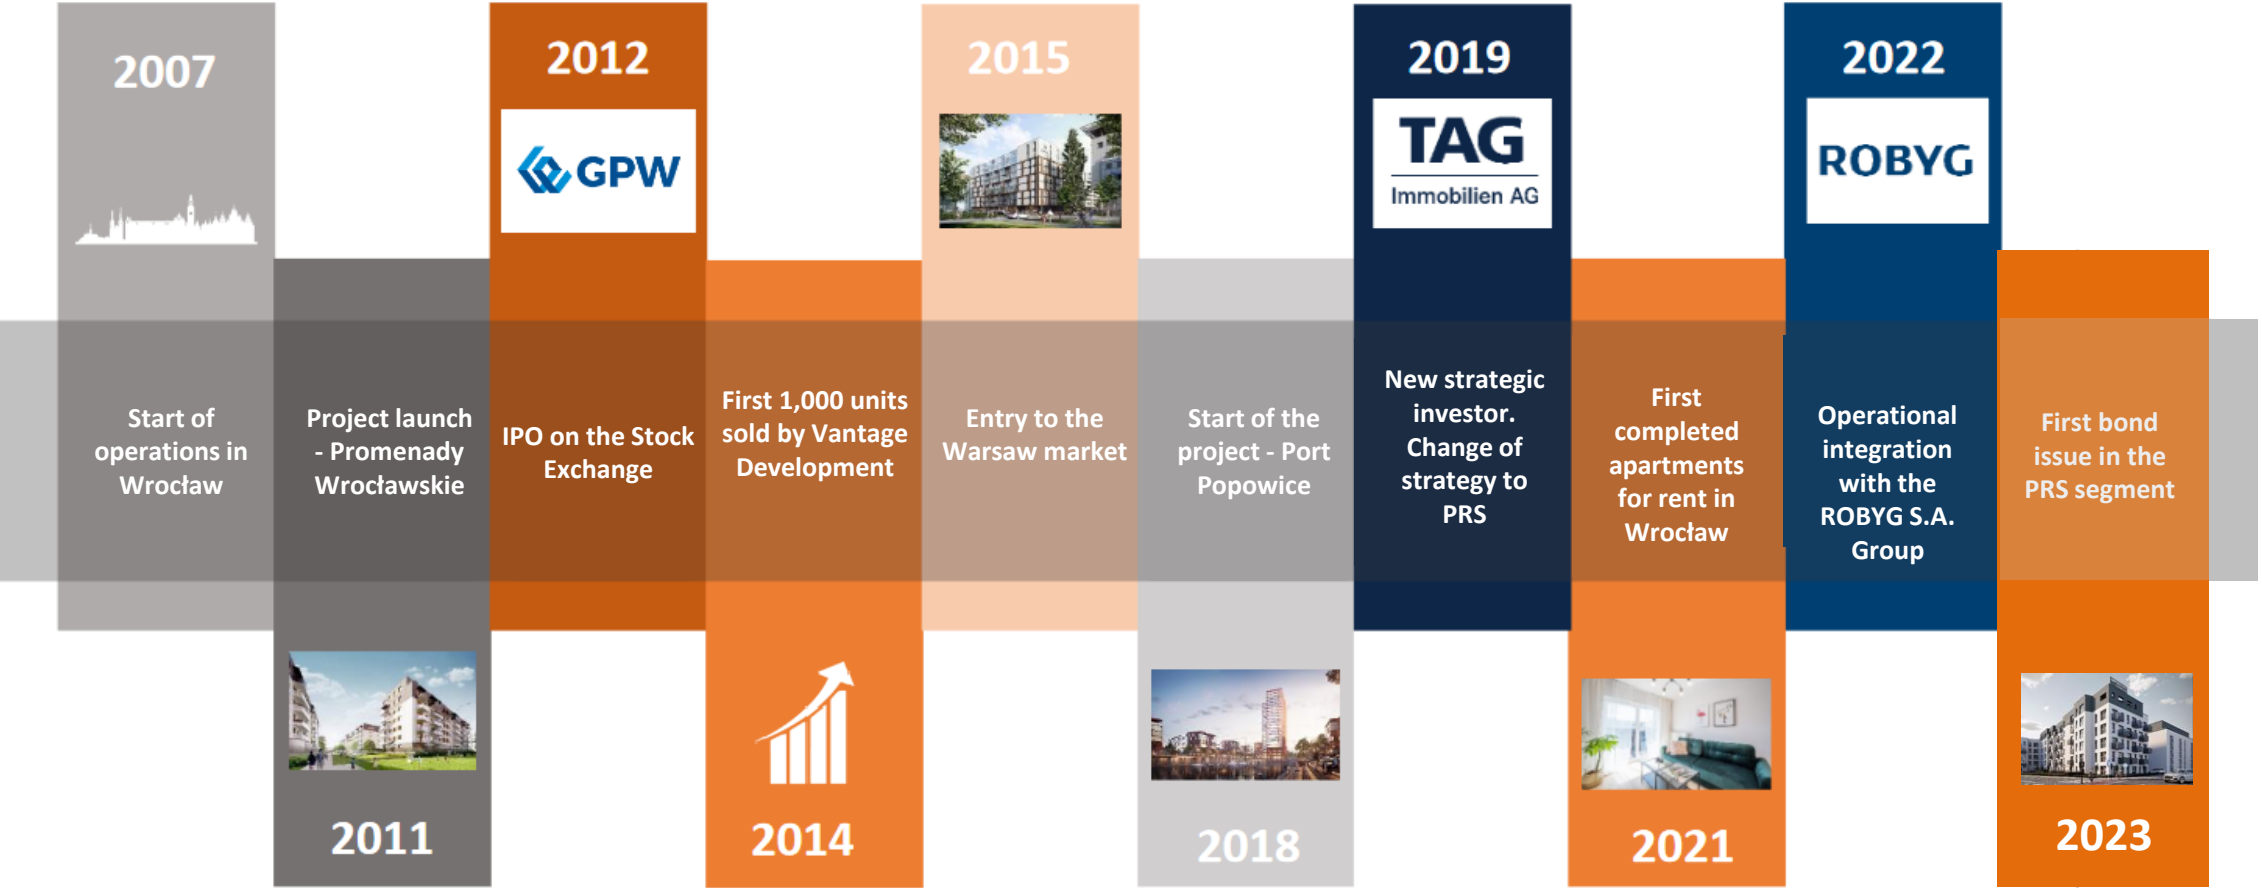 2007
Start of
operations in
Wrocław
Project launch
- Promenady
Wrocławskie
2011
2012
GPW
IPO on the Stock
Exchange
First 1,000 units
sold by Vantage
Development
2014
2015
Entry to the
Warsaw market
Start of the
project - Port
Popowice
2018
2019
TAG
Immobilien AG
New strategic
investor.
Change of
strategy to
PRS
First
completed
apartments
for rent in
Wrocław
2021
2022
ROBYG
Operational
integration
with the
ROBYG S.A.
Group
First bond
issue in the
PRS segment
2023